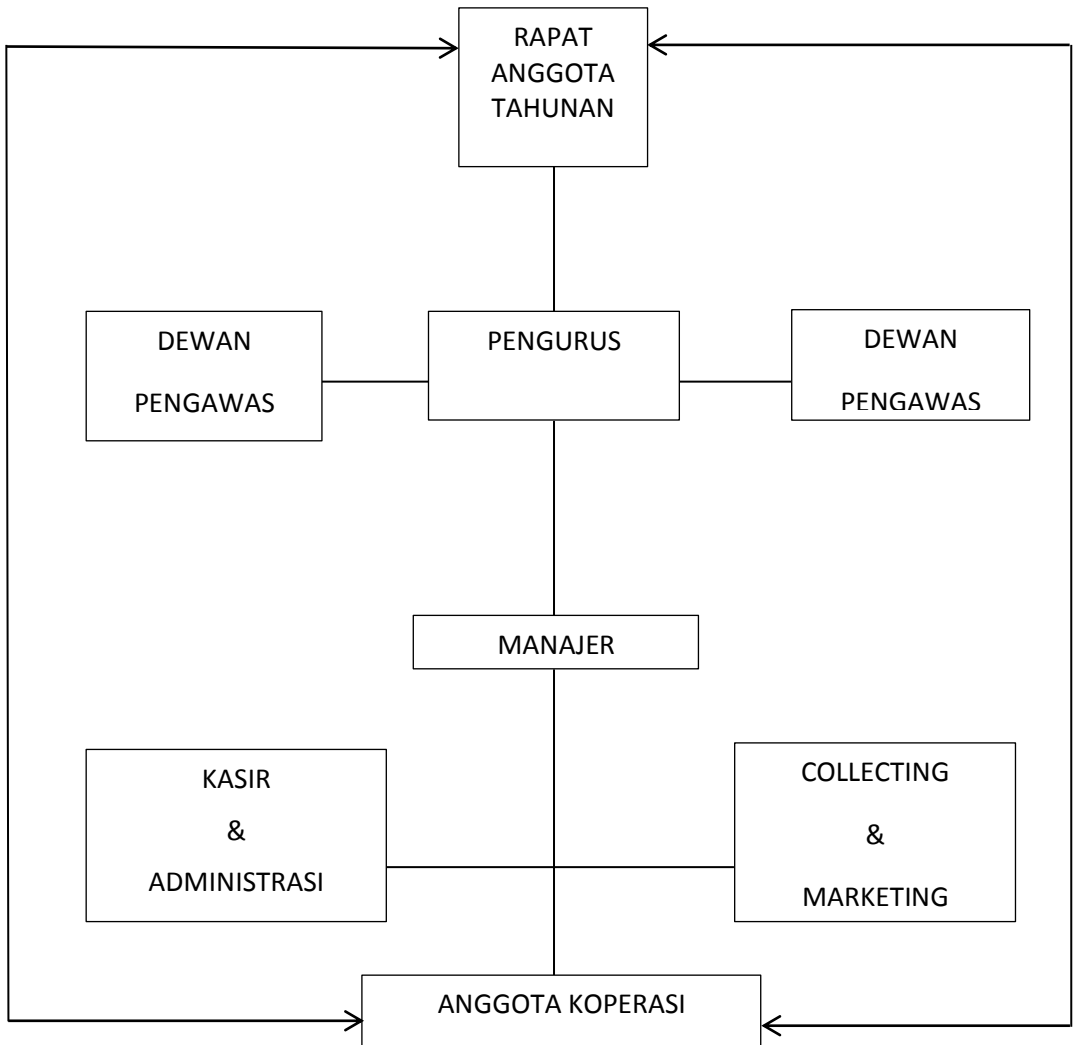 RAPAT
ANGGOTA
TAHUNAN
DEWAN
PENGAWAS
PENGURUS
DEWAN
PENGAWAS
MANAJER
KASIR
&
ADMINISTRASI
COLLECTING
&
MARKETING
ANGGOTA KOPERASI